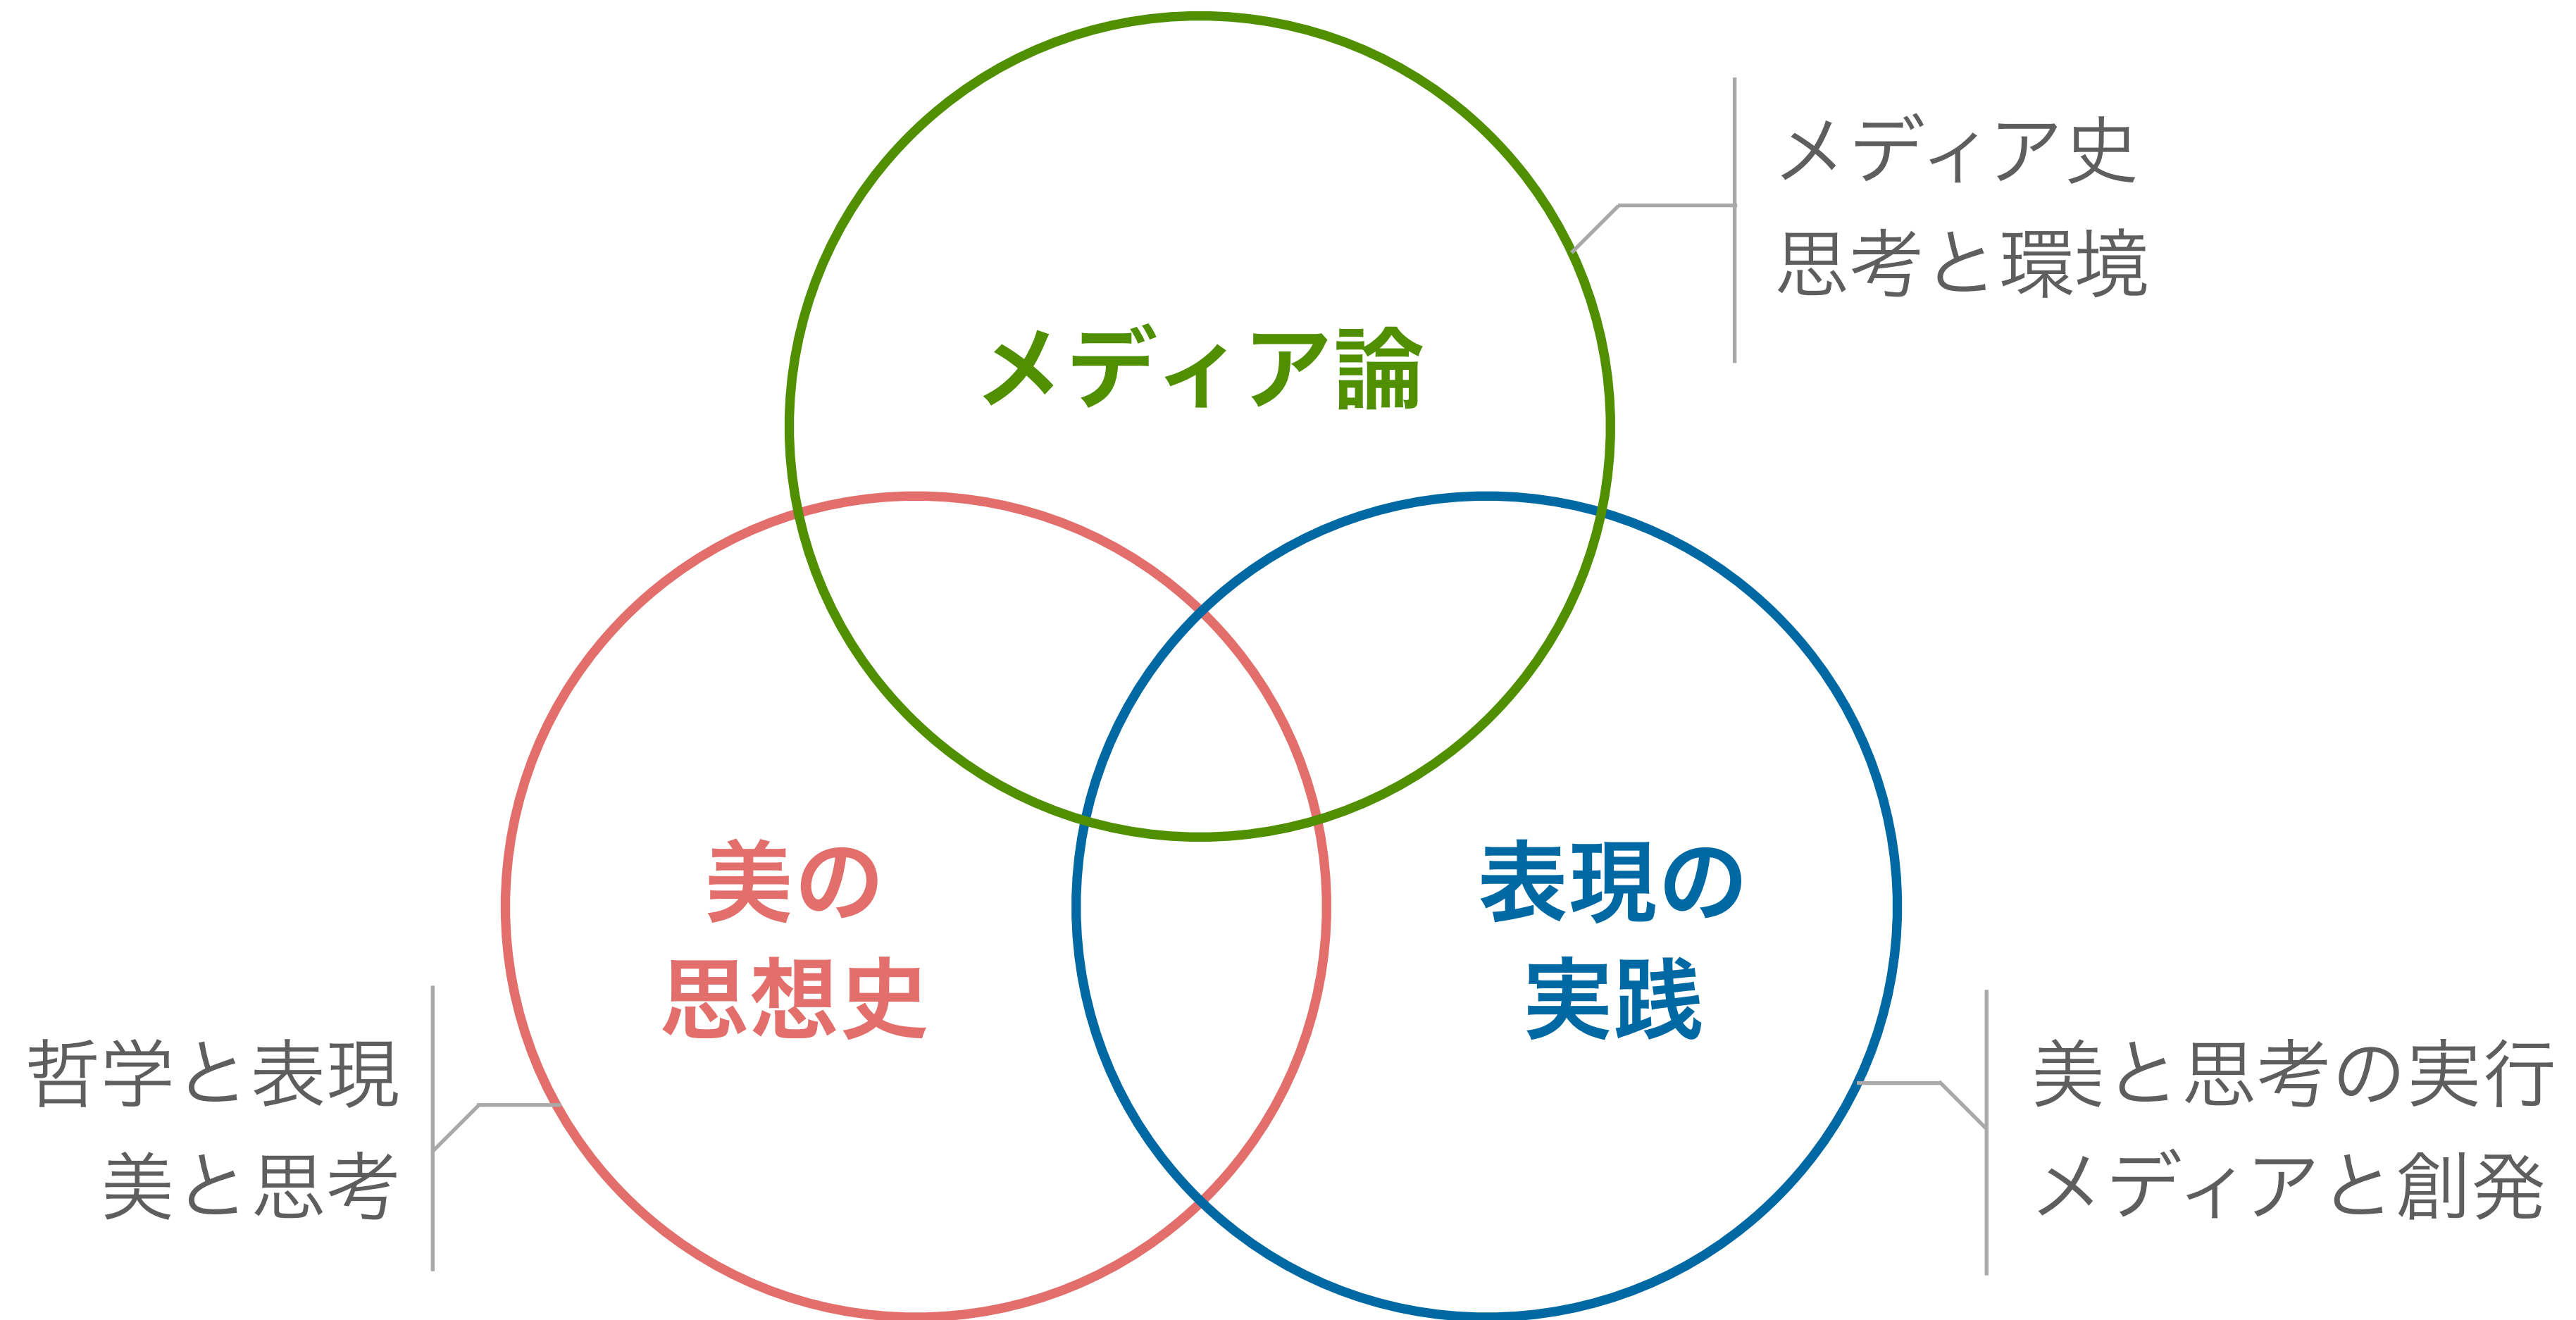 メディア史
思考と環境
メディア論
美の
思想史
表現の
実践
哲学と表現
美と思考
美と思考の実行
メディアと創発